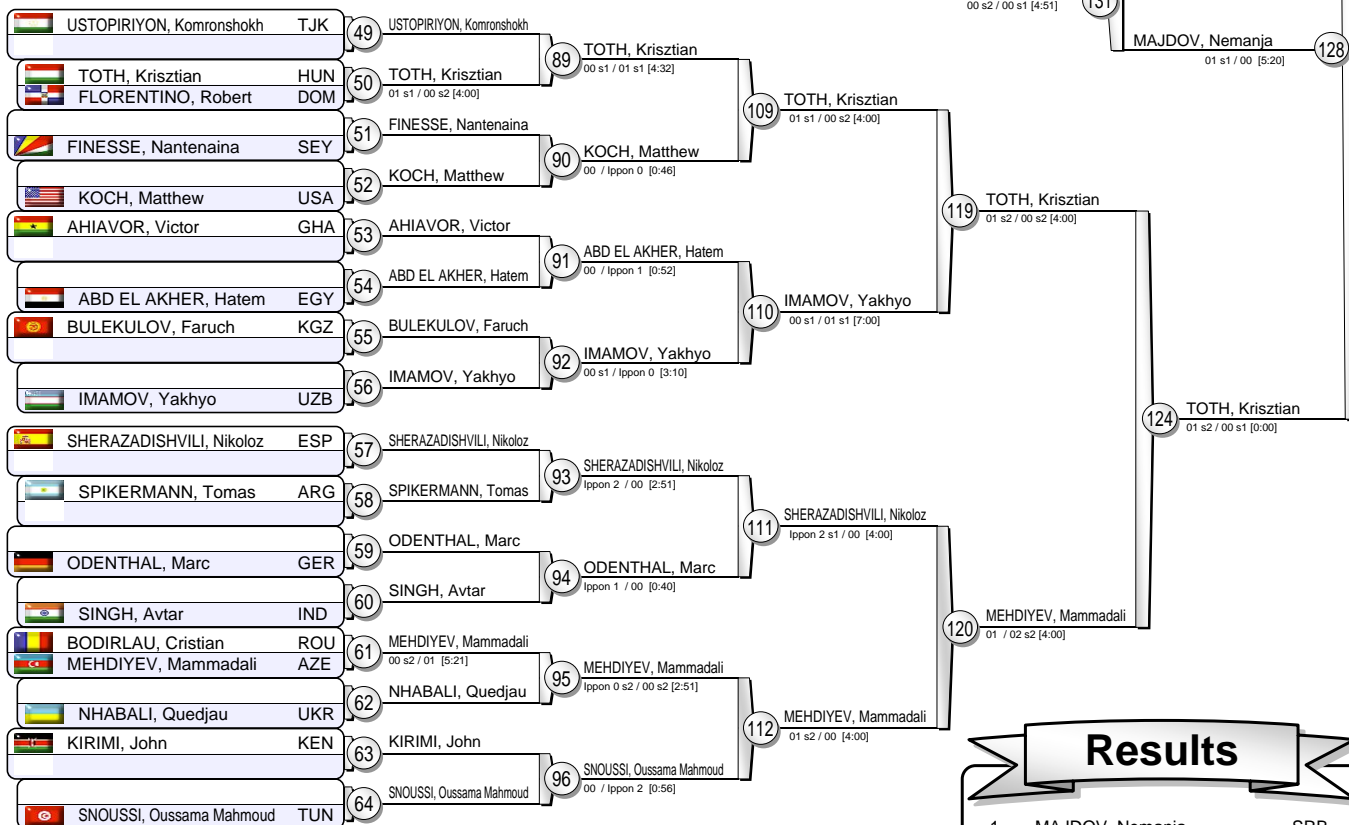 00 s2 / 00 s1 [4:51]
131
MAJDOV, Nemanja
01 s1 / 00 [5:20]
128
USTOPIRIYON, Komronshokh TJK
49
USTOPIRIYON, Komronshokh
TOTH, Krisztian HUN
FLORENTINO, Robert DOM
50
TOTH, Krisztian
01 s1 / 00 s2 [4:00]
89
TOTH, Krisztian
00 s1 / 01 s1 [4:32]
FINESSE, Nantenaina SEY
51
FINESSE, Nantenaina
KOCH, Matthew USA
52
KOCH, Matthew
90
KOCH, Matthew
00 / Ippon 0 [0:46]
109
TOTH, Krisztian
01 s1 / 00 s2 [4:00]
AHIAVOR, Victor GHA
53
AHIAVOR, Victor
ABD EL AKHER, Hatem EGY
54
ABD EL AKHER, Hatem
91
ABD EL AKHER, Hatem
00 / Ippon 1 [0:52]
BULEKULOV, Faruch KGZ
55
BULEKULOV, Faruch
IMAMOV, Yakhyo UZB
56
IMAMOV, Yakhyo
92
IMAMOV, Yakhyo
00 s1 / Ippon 0 [3:10]
110
IMAMOV, Yakhyo
00 s1 / 01 s1 [7:00]
119
TOTH, Krisztian
01 s2 / 00 s2 [4:00]
SHERAZADISHVILI, Nikoloz ESP
57
SHERAZADISHVILI, Nikoloz
SPIKERMANN, Tomas ARG
58
SPIKERMANN, Tomas
93
SHERAZADISHVILI, Nikoloz
Ippon 2 / 00 [2:51]
ODENTHAL, Marc GER
59
ODENTHAL, Marc
SINGH, Avtar IND
60
SINGH, Avtar
94
ODENTHAL, Marc
Ippon 1 / 00 [0:40]
111
SHERAZADISHVILI, Nikoloz
Ippon 2 s1 / 00 [4:00]
BODIRLAU, Cristian ROU
MEHDIYEV, Mammadali AZE
61
MEHDIYEV, Mammadali
00 s2 / 01 [5:21]
NHABALI, Quedjau UKR
62
NHABALI, Quedjau
95
MEHDIYEV, Mammadali
Ippon 0 s2 / 00 s2 [2:51]
KIRIMI, John KEN
63
KIRIMI, John
SNOUSSI, Oussama Mahmoud TUN
64
SNOUSSI, Oussama Mahmoud
96
SNOUSSI, Oussama Mahmoud
00 / Ippon 2 [0:56]
112
MEHDIYEV, Mammadali
01 s2 / 00 [4:00]
120
MEHDIYEV, Mammadali
01 / 02 s2 [4:00]
124
TOTH, Krisztian
01 s2 / 00 s1 [0:00]
Results
1 MAJDOV, Nemanja SRB